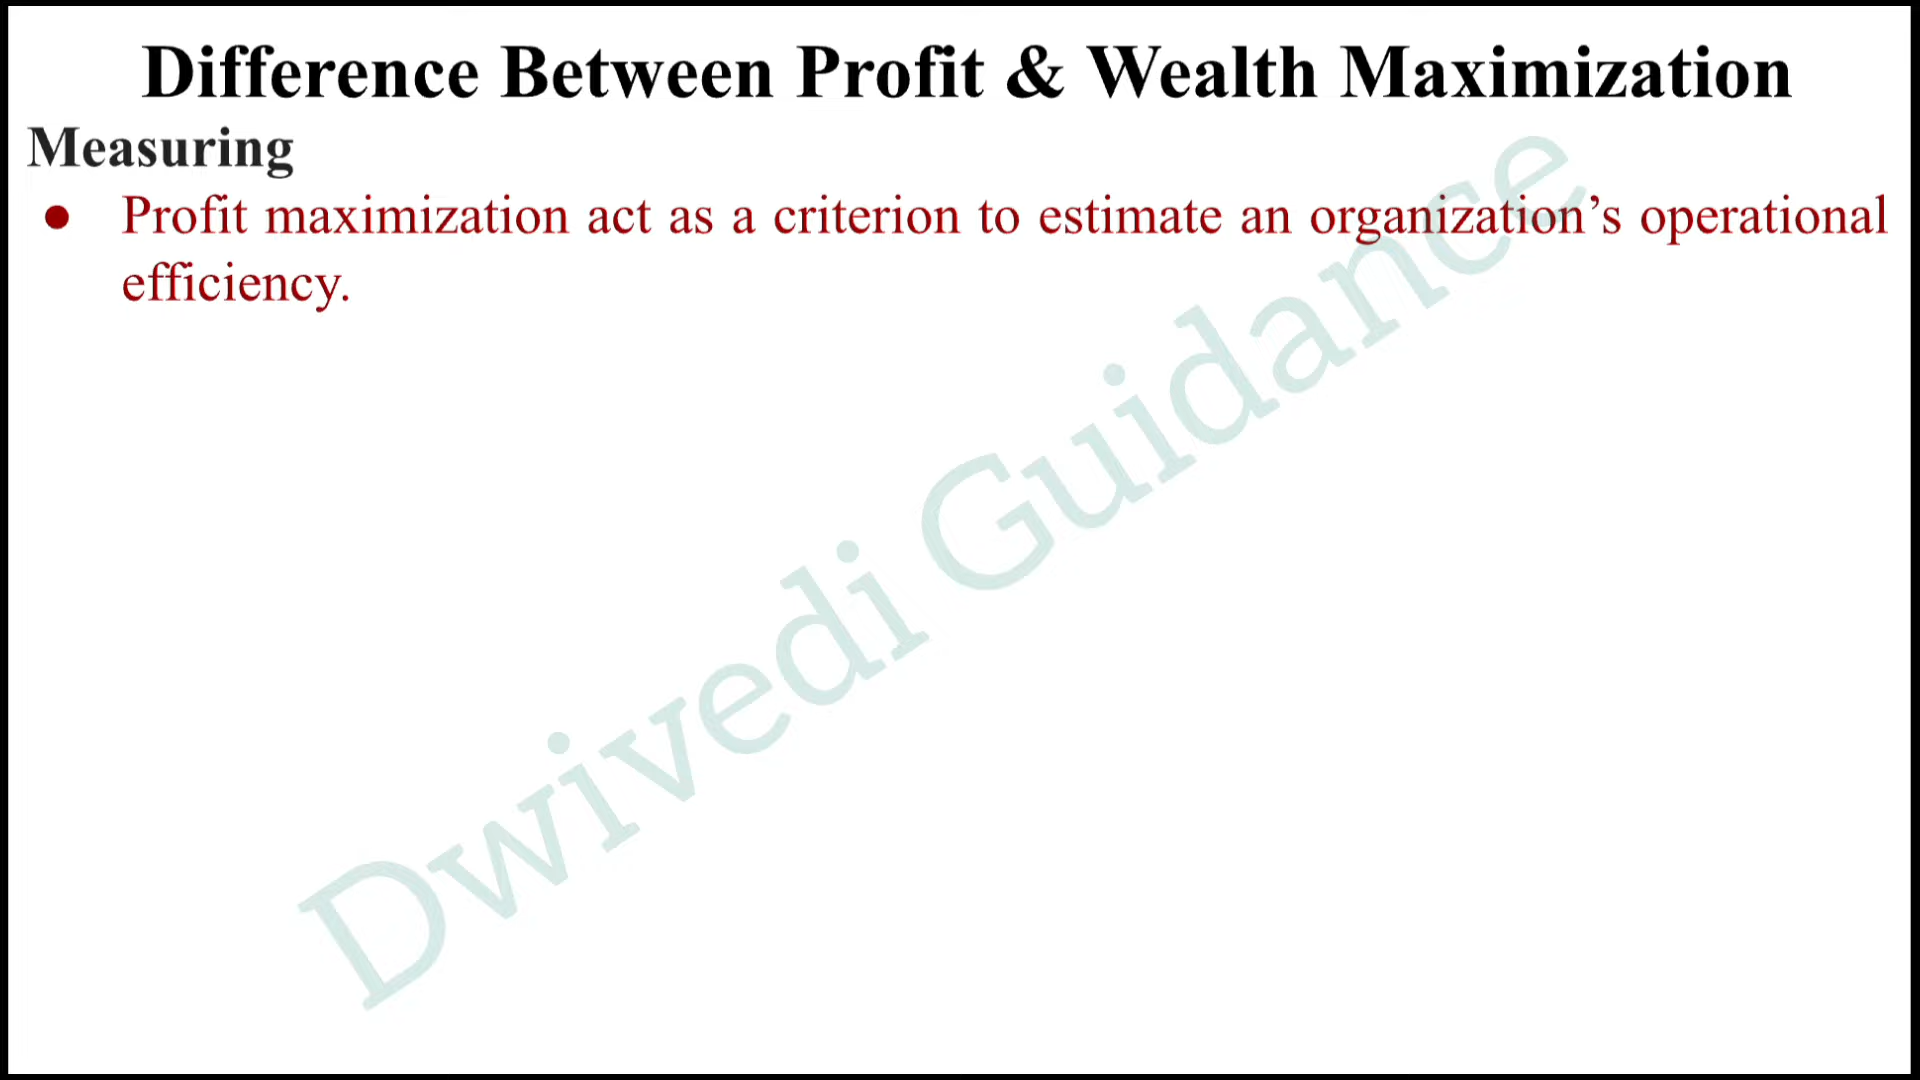 Difference Between Profit & Wealth Maximization
Measuring
● Profit maximization act as a criterion to estimate an organization’s operational
efficiency.
Dwivedi Guidance